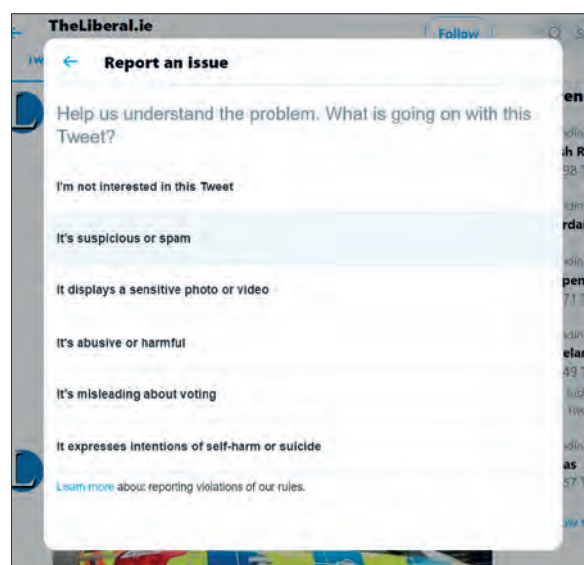 TheLiberal.ie
Follow
Report an issue
Help us understand the problem. What is going on with this
Tweet?
I'm not interested in this Tweet
It's suspicious or spam
It displays a sensitive photo or video
It's abusive or harmful
It's misleading about voting
It expresses intentions of self-harm or suicide
Learn more about reporting violations of our rules.